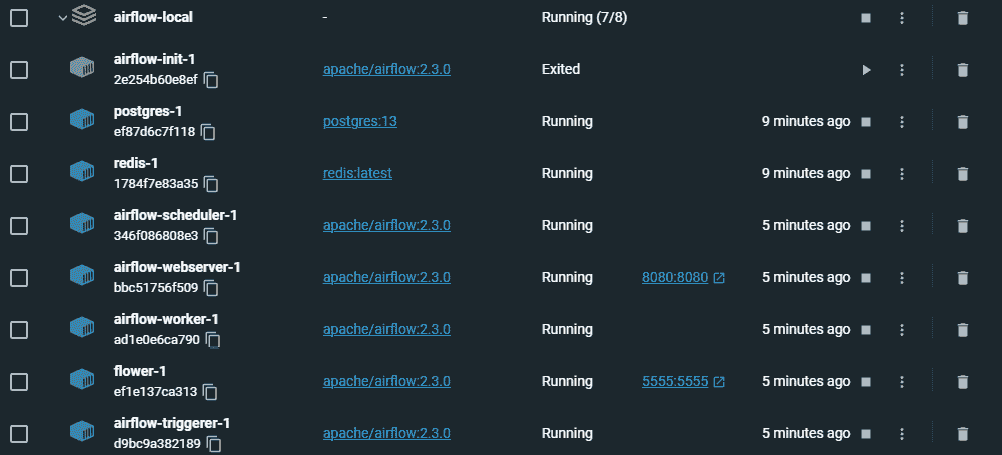 airflow-local - Running (7/8)
airflow-init-1
2e254b60e8ef apache/airflow:2.3.0 Exited
postgres-1
ef87d6c7f118 postgres:13 Running 9 minutes ago
redis-1
1784f7e83a35 redis:latest Running 9 minutes ago
airflow-scheduler-1
346f086808e3 apache/airflow:2.3.0 Running 5 minutes ago
airflow-webserver-1
bbc51756f509 apache/airflow:2.3.0 Running 8080:8080 5 minutes ago
airflow-worker-1
ad1e0e6ca790 apache/airflow:2.3.0 Running 5 minutes ago
flower-1
ef1e137ca313 apache/airflow:2.3.0 Running 5555:5555 5 minutes ago
airflow-triggerer-1
d9bc9a382189 apache/airflow:2.3.0 Running 5 minutes ago